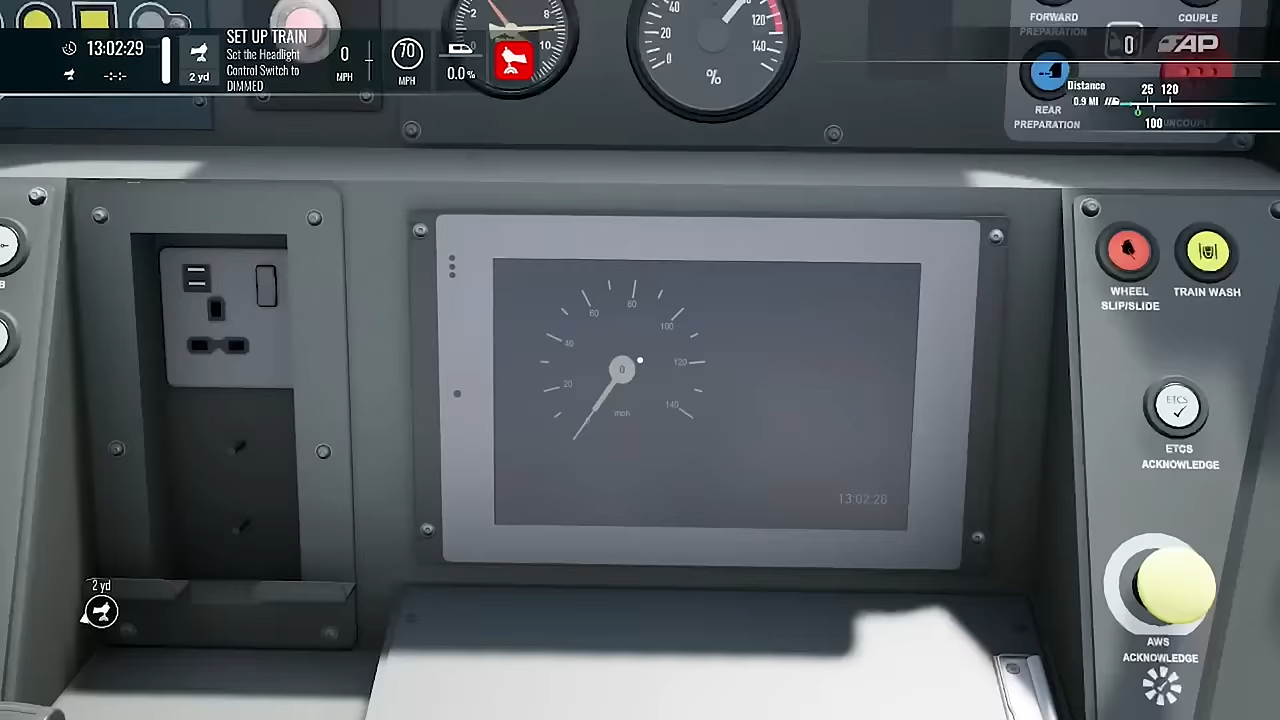 FORWARD
PREPARATION
COUPLE
13:02:29
--:--
2 yd
SET UP TRAIN
Set the Headlight
Control Switch to
DIMMED
0
MPH
70
MPH
0.0%
2
8
0
10
40
20
0
120
140
%
0
AP
Distance
0.9 MI
25 120
100
UNCOUPLE
REAR
PREPARATION
B
20
40
60
80
100
120
140
0
mph
13:02:28
WHEEL
SLIP/SLIDE
TRAIN WASH
ETCS
ETCS
ACKNOWLEDGE
2 yd
AWS
ACKNOWLEDGE